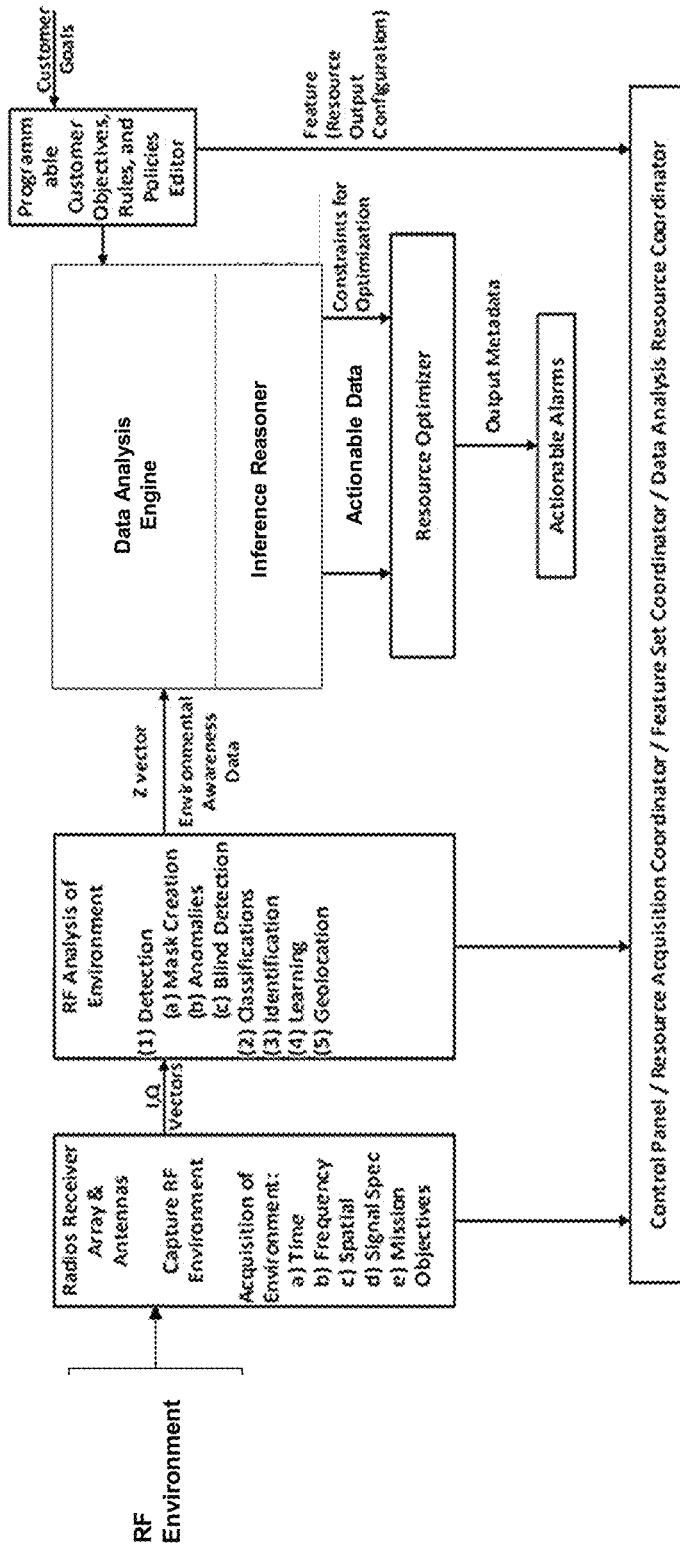 RF
Environment
Radios Receiver
Array &
Antennas
Capture RF
Environment
Acquisition of
Environment:
a) Time
b) Frequency
c) Spatial
d) Signal Spec
e) Mission
Objectives
I,Q
Vectors
RF Analysis of
Environment
(1) Detection
(a) Mask Creation
(b) Anomalies
(c) Blind Detection
(2) Classifications
(3) Identification
(4) Learning
(5) Geolocation
Z vector
Environmental
Awareness
Data
Data Analysis
Engine
Inference Reasoner
Programm
able
Customer
Objectives,
Rules, and
Policies
Editor
Customer
Goals
Actionable Data
Constraints for
Optimization
Feature
(Resource
Output
Configuration)
Resource Optimizer
Output Metadata
Actionable Alarms
Control Panel / Resource Acquisition Coordinator / Feature Set Coordinator / Data Analysis Resource Coordinator